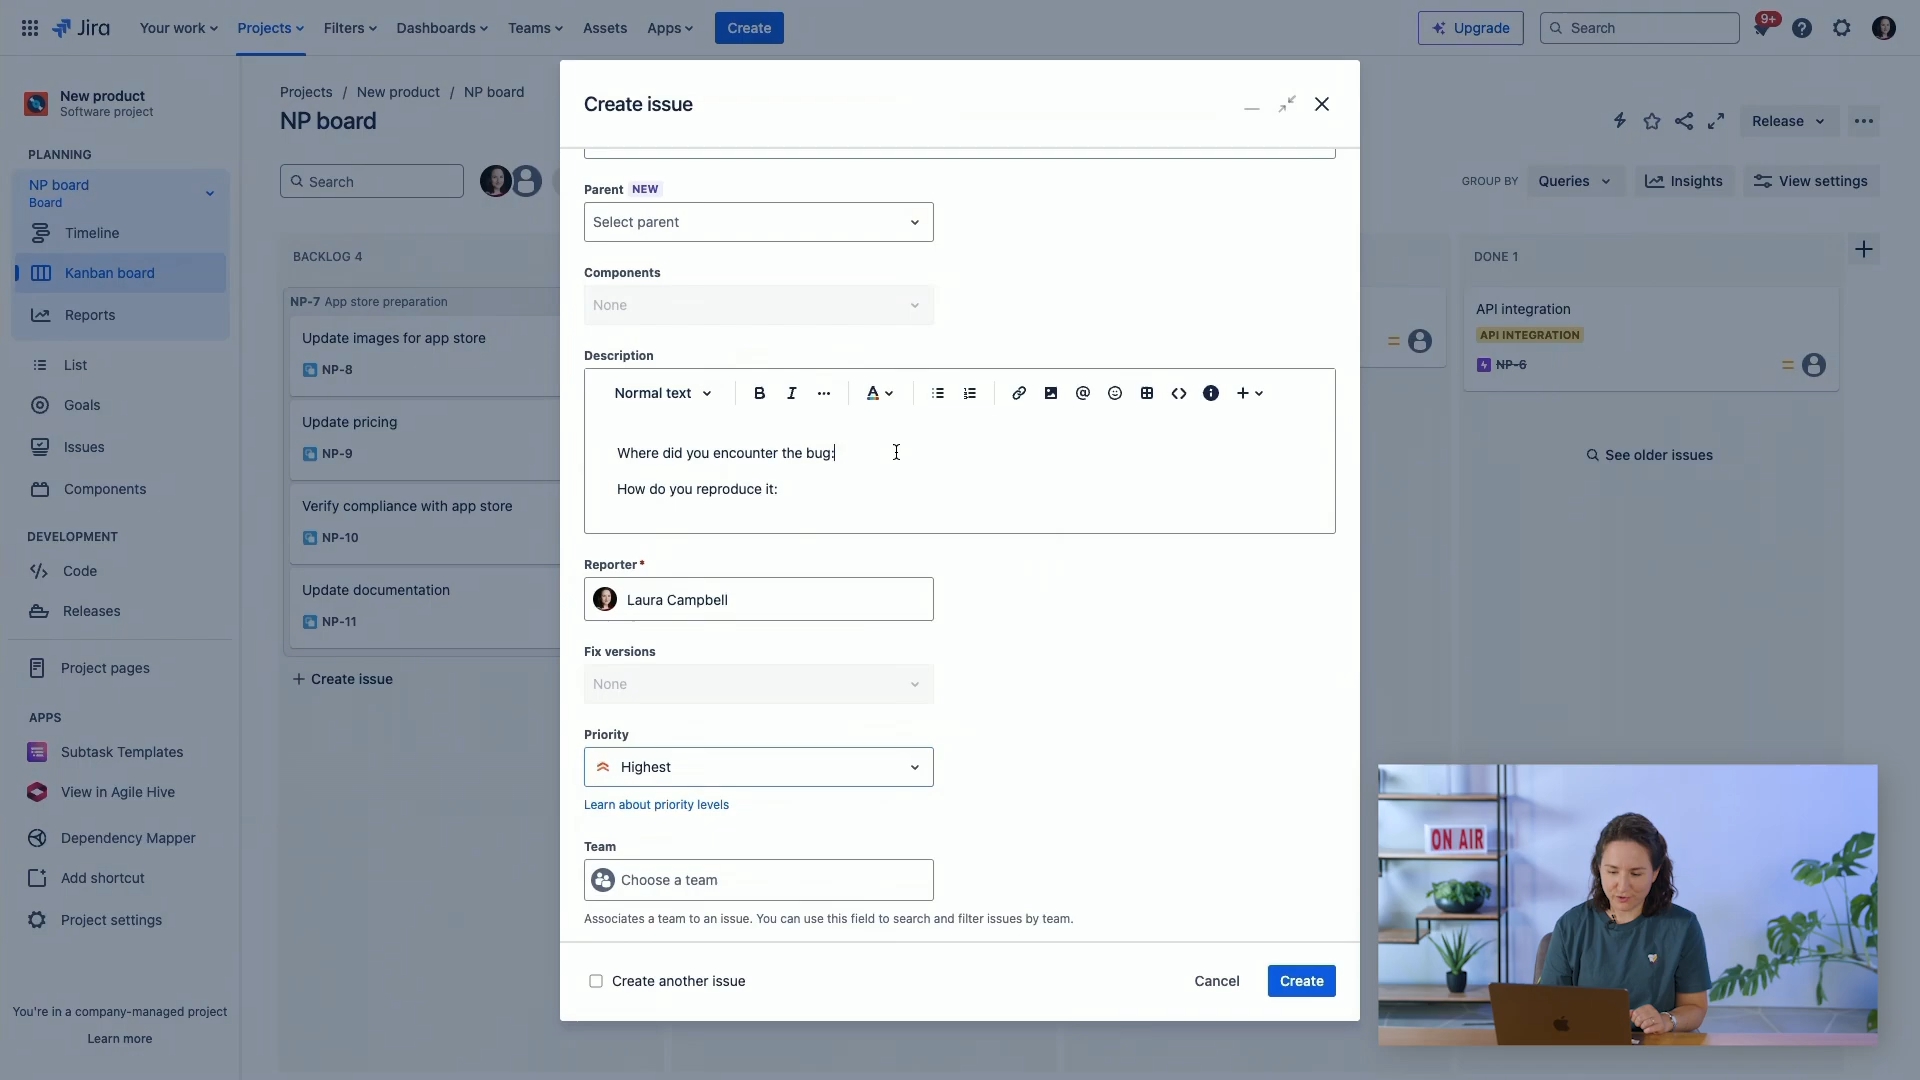 Jira
Your work
Projects
Filters
Dashboards
Teams
Assets
Apps
Create
Upgrade
Search
9+
New product
Software project
PLANNING
NP board
Board
Timeline
Kanban board
Reports
List
Goals
Issues
Components
DEVELOPMENT
Code
Releases
Project pages
APPS
Subtask Templates
View in Agile Hive
Dependency Mapper
Add shortcut
Project settings
You're in a company-managed project
Learn more
Projects / New product / NP board
NP board
Search
Release
GROUP BY
Queries
Insights
View settings
BACKLOG 4
NP-7 App store preparation
Update images for app store
NP-8
Update pricing
NP-9
Verify compliance with app store
NP-10
Update documentation
NP-11
+ Create issue
Create issue
Parent NEW
Select parent
Components
None
Description
Normal text
Where did you encounter the bug:
How do you reproduce it:
Reporter*
Laura Campbell
Fix versions
None
Priority
Highest
Learn about priority levels
Team
Choose a team
Associates a team to an issue. You can use this field to search and filter issues by team.
Create another issue
Cancel
Create
DONE 1
API integration
API INTEGRATION
NP-6
See older issues
ON AIR